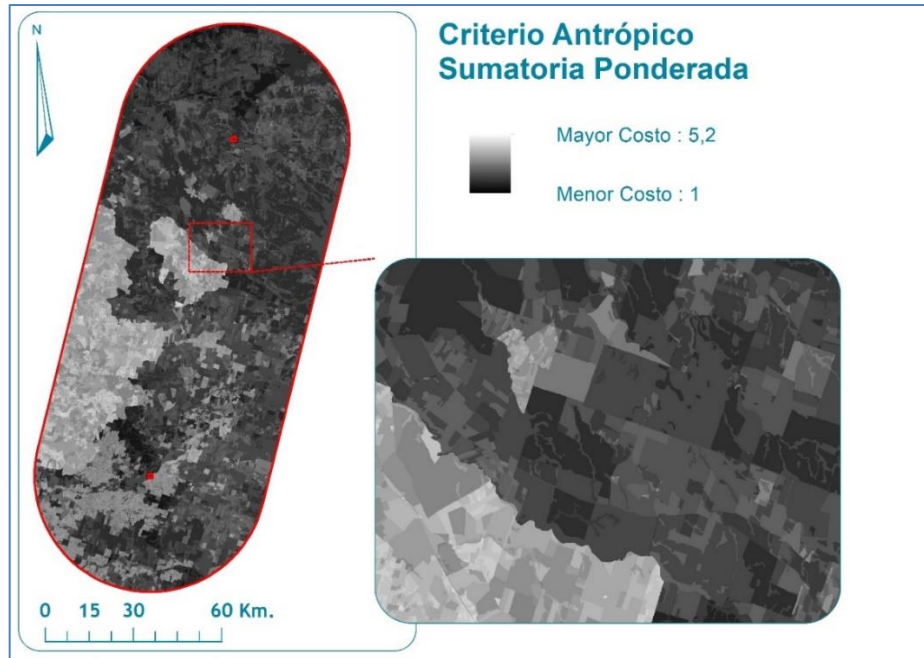 N
Criterio Antrópico
Sumatoria Ponderada
Mayor Costo : 5,2
Menor Costo : 1
0 15 30 60 Km.